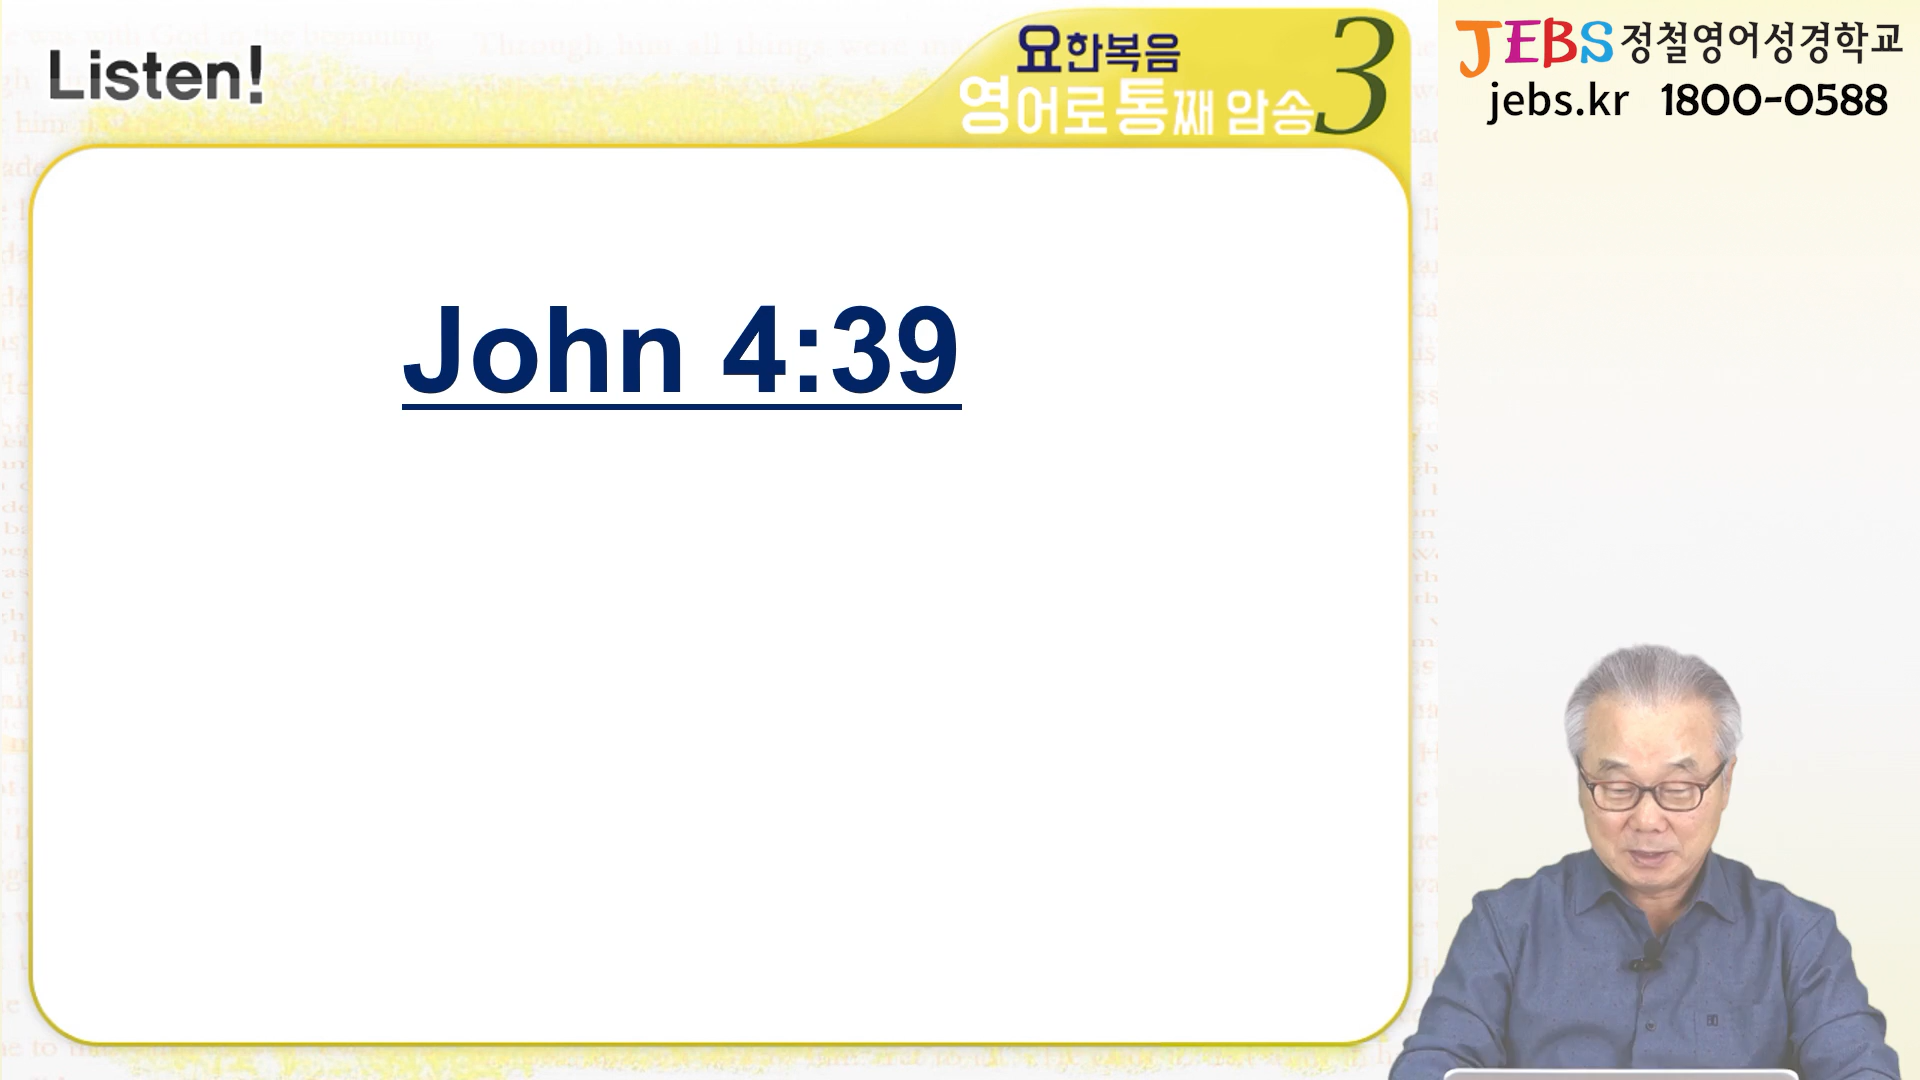 Listen!
요한복음
영어로 통째 암송 3
JEBS 정철영어성경학교
jebs.kr 1800-0588
John 4:39